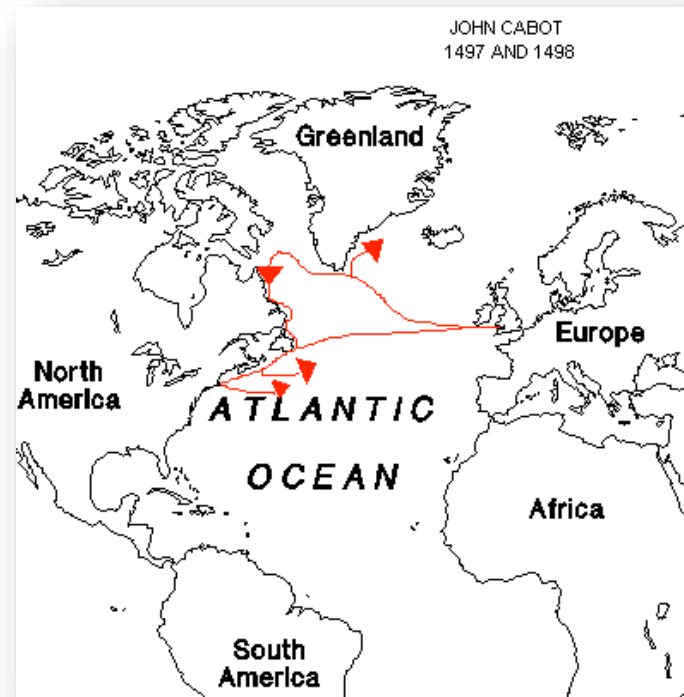 JOHN CABOT
1497 AND 1498
Greenland
Europe
North
America
ATLANTIC
OCEAN
Africa
South
America